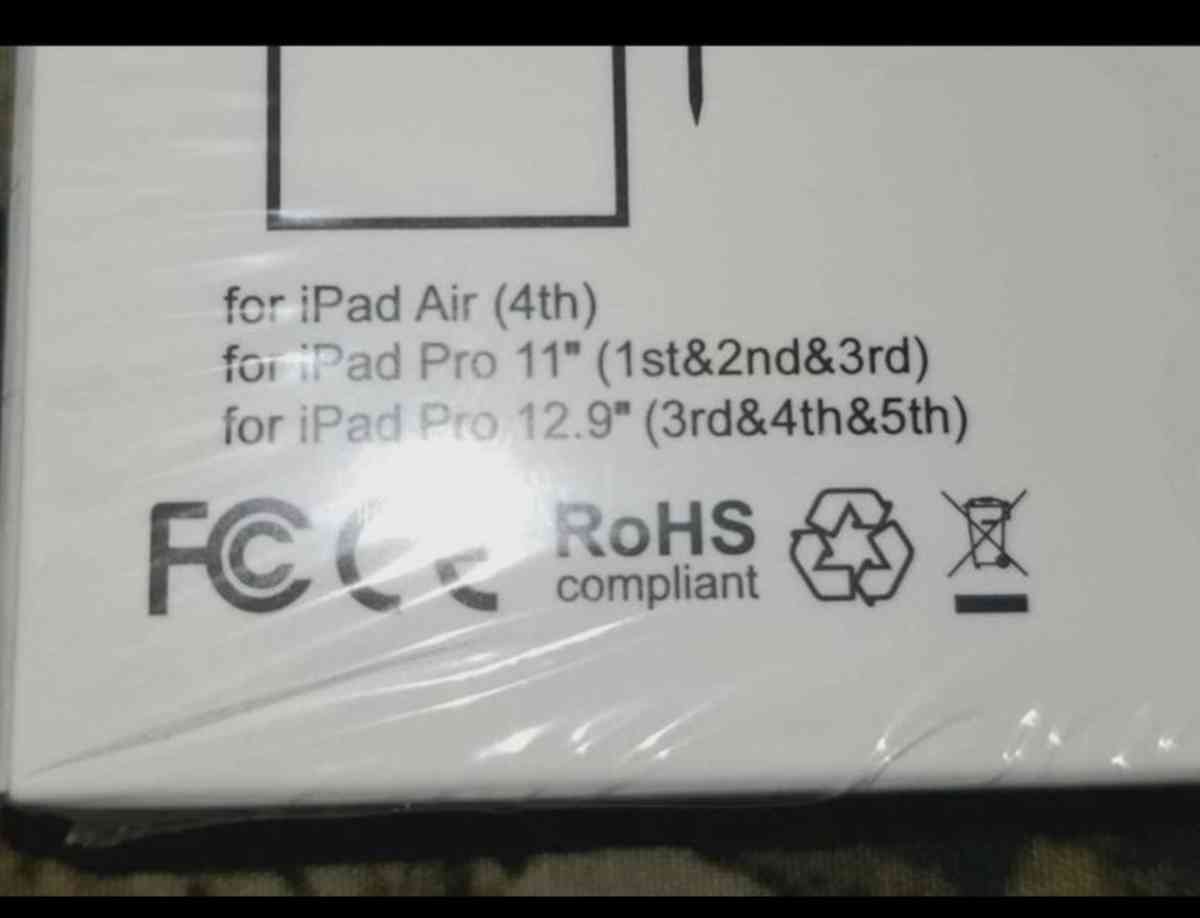 for iPad Air (4th)
for iPad Pro 11" (1st&2nd&3rd)
for iPad Pro 12.9" (3rd&4th&5th)
FC CE RoHS
compliant